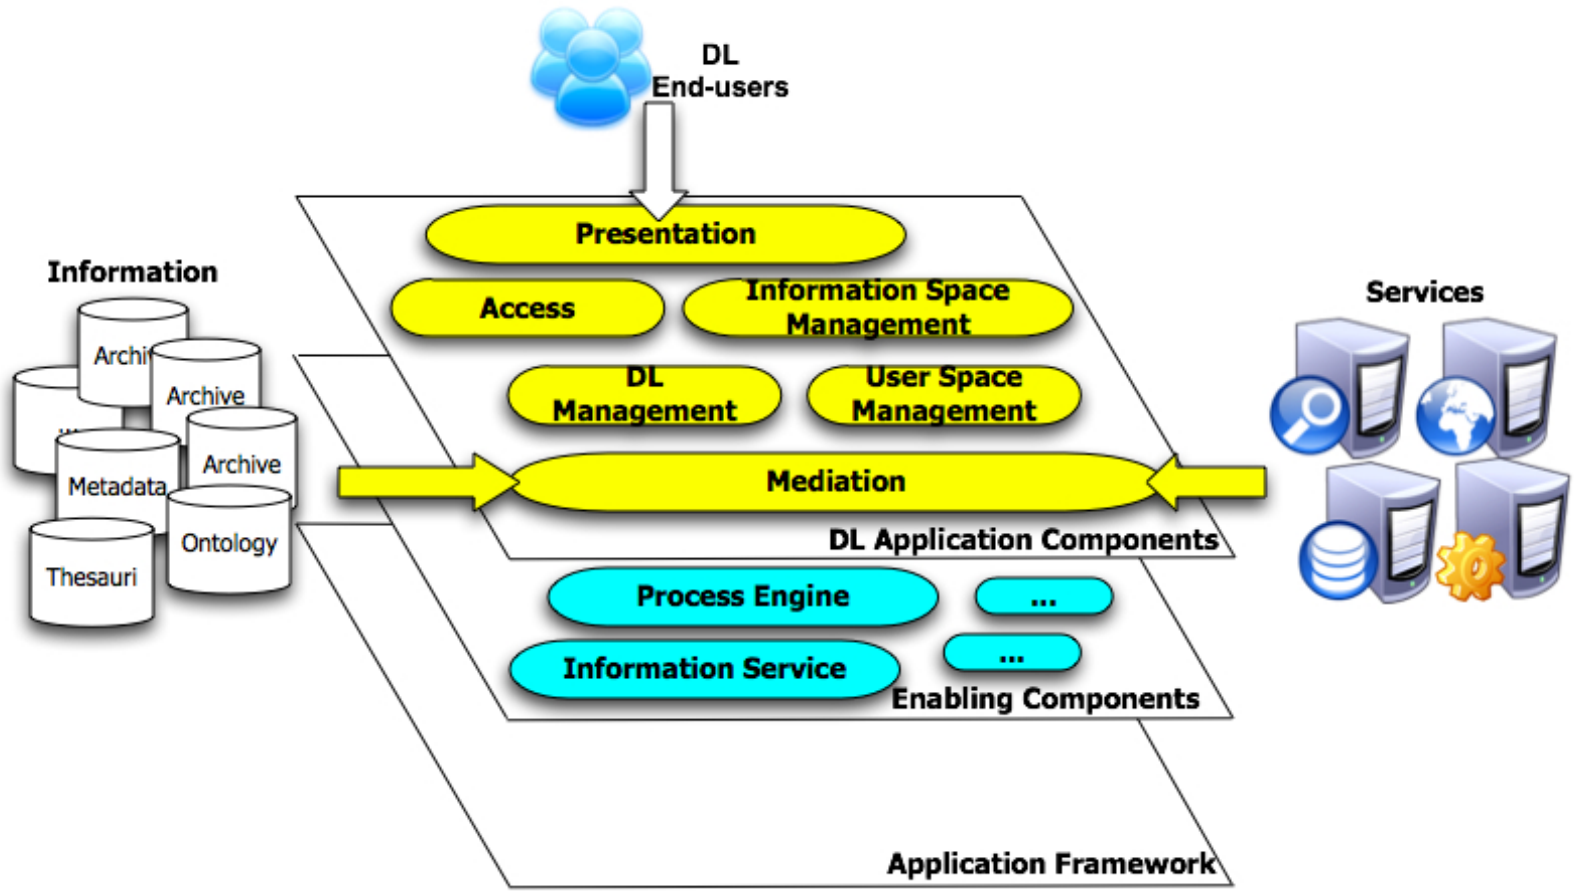 DL
End-users
Presentation
Information
Access
Information Space
Management
Services
Archiv
Archive
...
DL
Management
User Space
Management
Archive
Metadata
Mediation
Ontology
DL Application Components
Thesauri
Process Engine
...
Information Service
...
Enabling Components
Application Framework